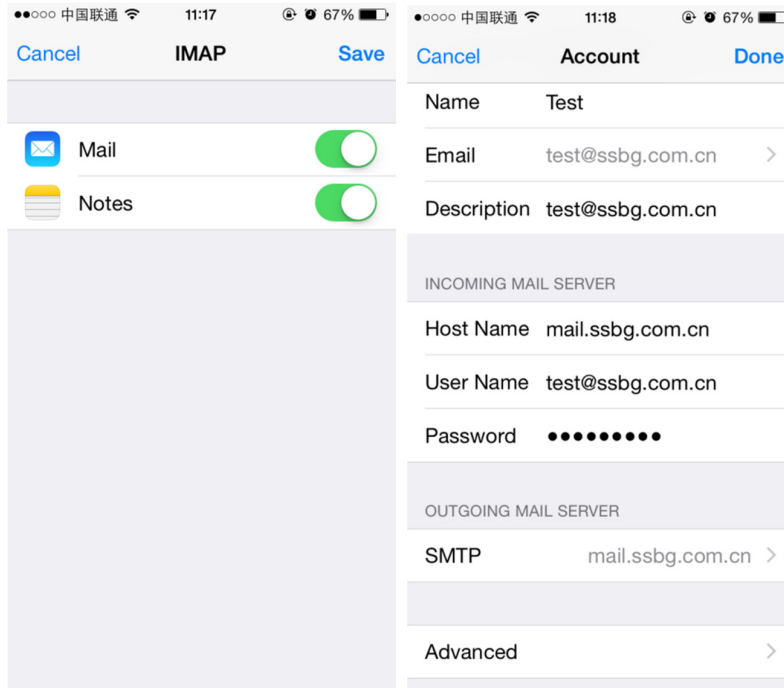 中国联通 11:17 67%
Cancel IMAP Save
Mail
Notes
中国联通 11:18 67%
Cancel Account Done
Name Test
Email test@ssbg.com.cn
Description test@ssbg.com.cn
INCOMING MAIL SERVER
Host Name mail.ssbg.com.cn
User Name test@ssbg.com.cn
Password ●●●●●●●●●
OUTGOING MAIL SERVER
SMTP mail.ssbg.com.cn
Advanced